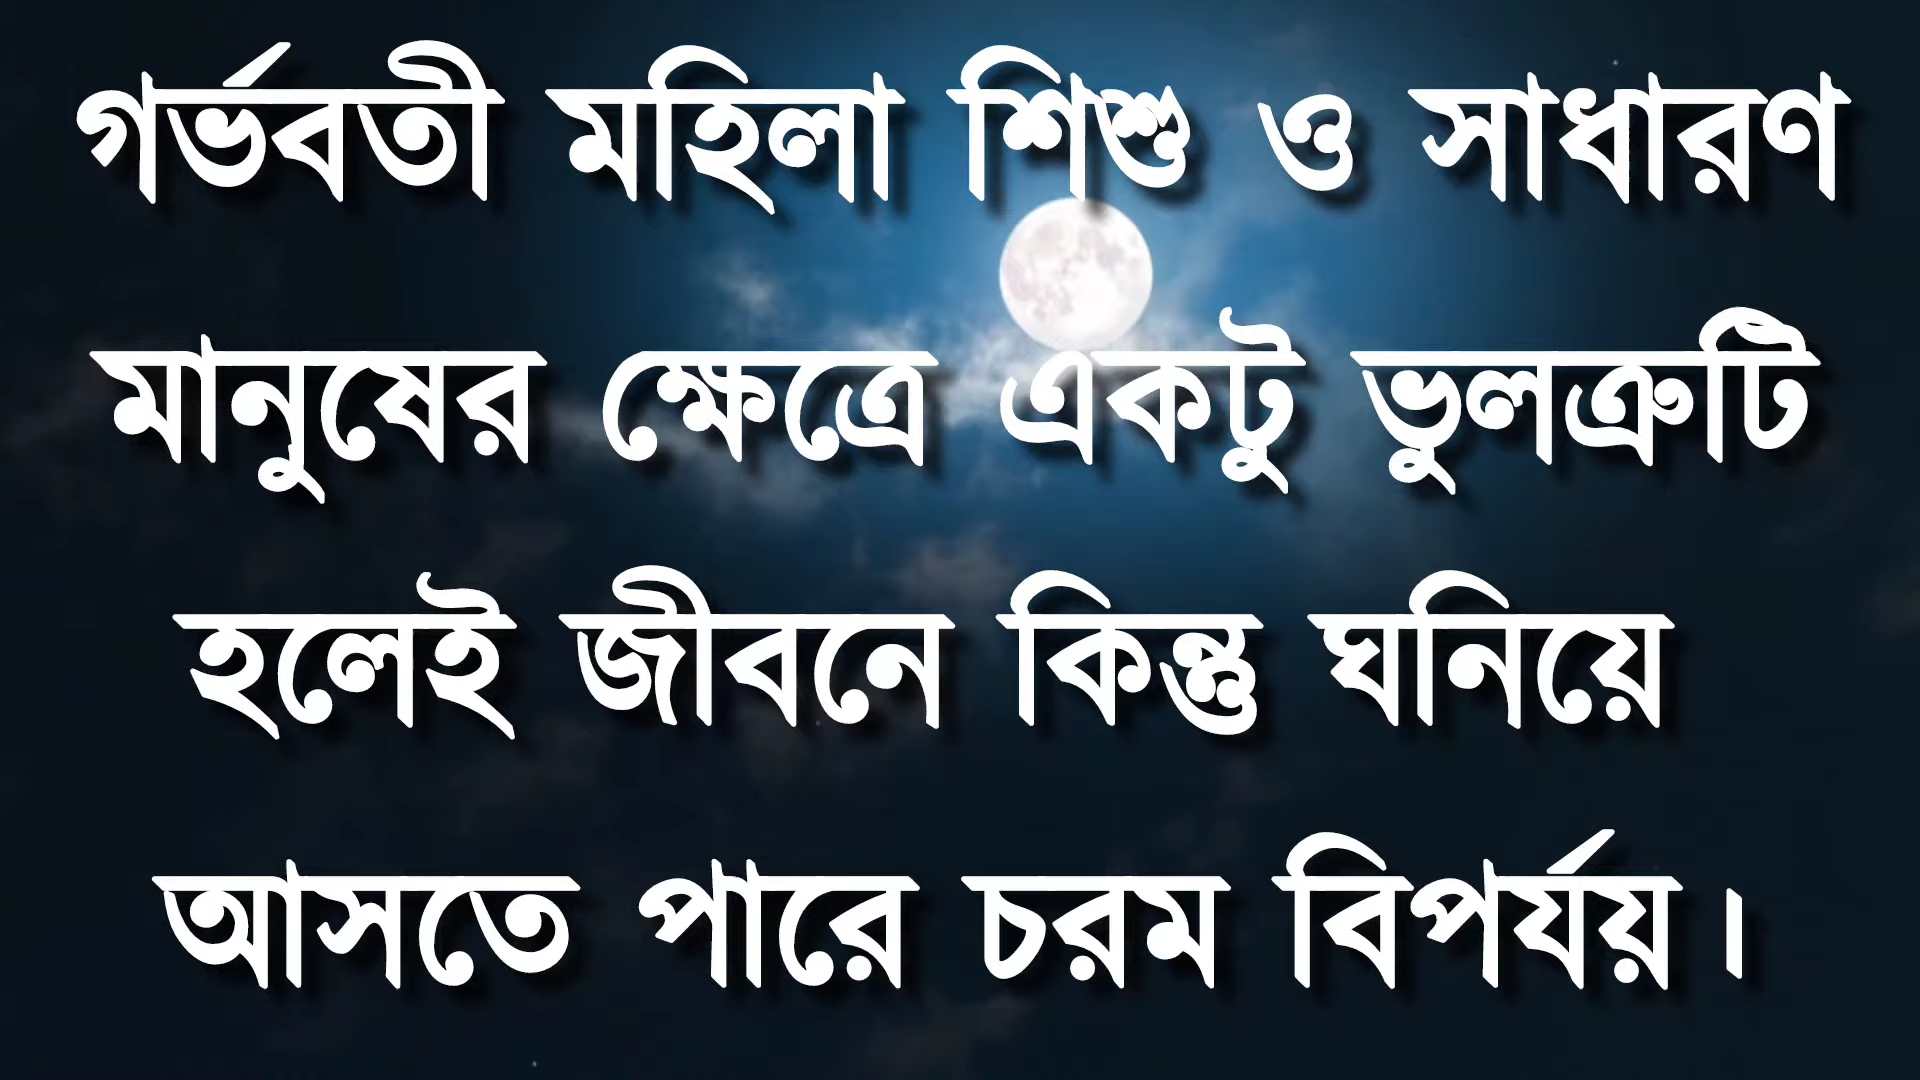 গর্ভবতী মহিলা শিশু ও সাধারণ
মানুষের ক্ষেত্রে একটু ভুলত্রুটি
হলেই জীবনে কিন্তু ঘনিয়ে
আসতে পারে চরম বিপর্যয়।